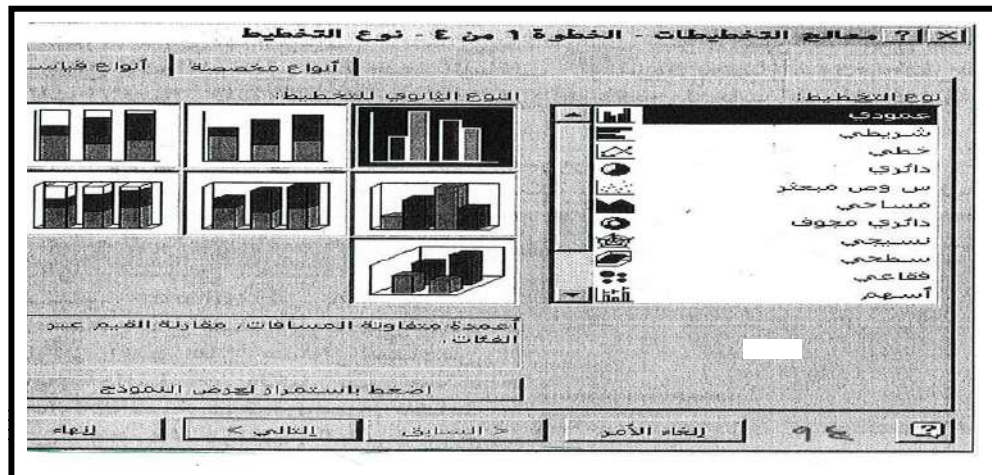 معالج التخطيطات - الخطوة ١ من ٤ - نوع التخطيط
أنواع قياسية
أنواع مخصصة
نوع التخطيط:
عمودي
شريطي
خطي
دائري
س وص مبعثر
مساحي
دائري مجوف
نسيجي
سطحي
فقاعي
أسهم
النوع الثانوي للتخطيط:
أعمدة متفاوتة المسافات، مقارنة القيم عبر
الفئات.
اضغط باستمرار لعرض النموذج
إلغاء الأمر
< السابق
التالي >
إنهاء